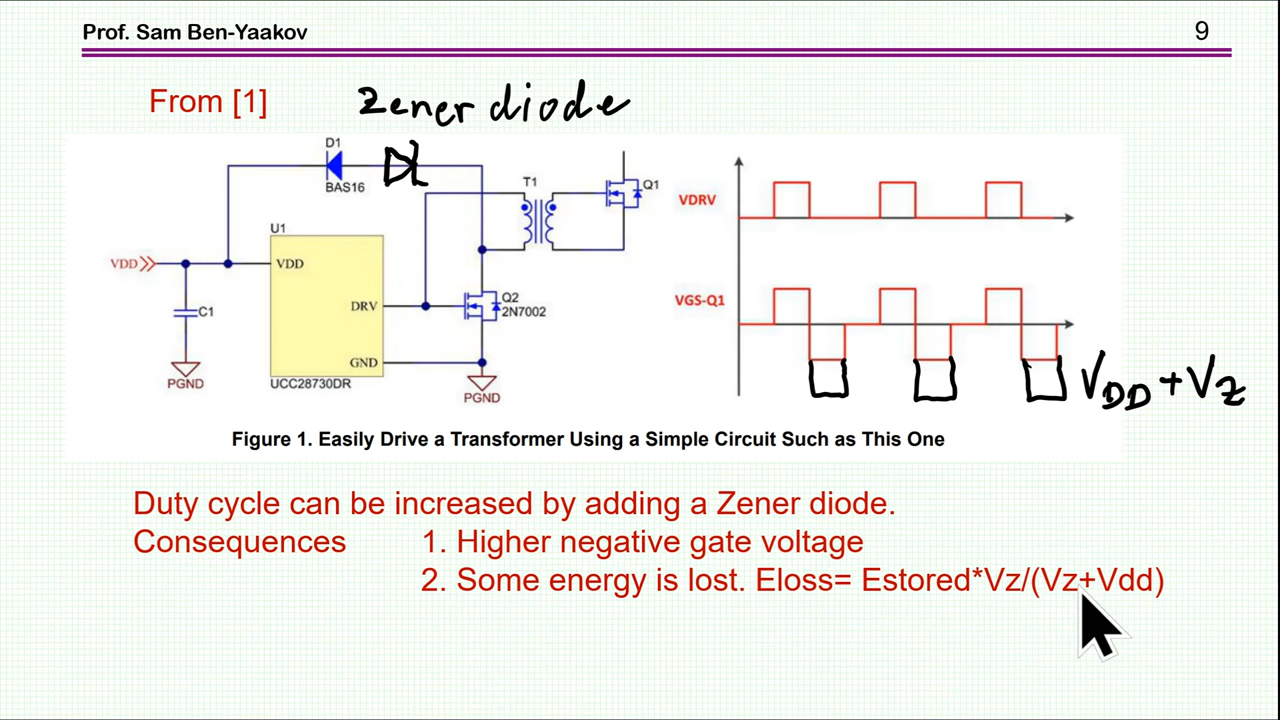 Prof. Sam Ben-Yaakov
9
From [1]
Zener diode
D1
BAS16
T1
Q1
VDRV
U1
VDD
VDD
C1
DRV
Q2
2N7002
VGS-Q1
GND
PGND
UCC28730DR
PGND
VDD + VZ
Figure 1. Easily Drive a Transformer Using a Simple Circuit Such as This One
Duty cycle can be increased by adding a Zener diode.
Consequences 1. Higher negative gate voltage
2. Some energy is lost. Eloss= Estored*Vz/(Vz+Vdd)